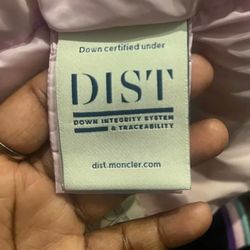 Down certified under
DIST
DOWN INTEGRITY SYSTEM
& TRACEABILITY
dist.moncler.com